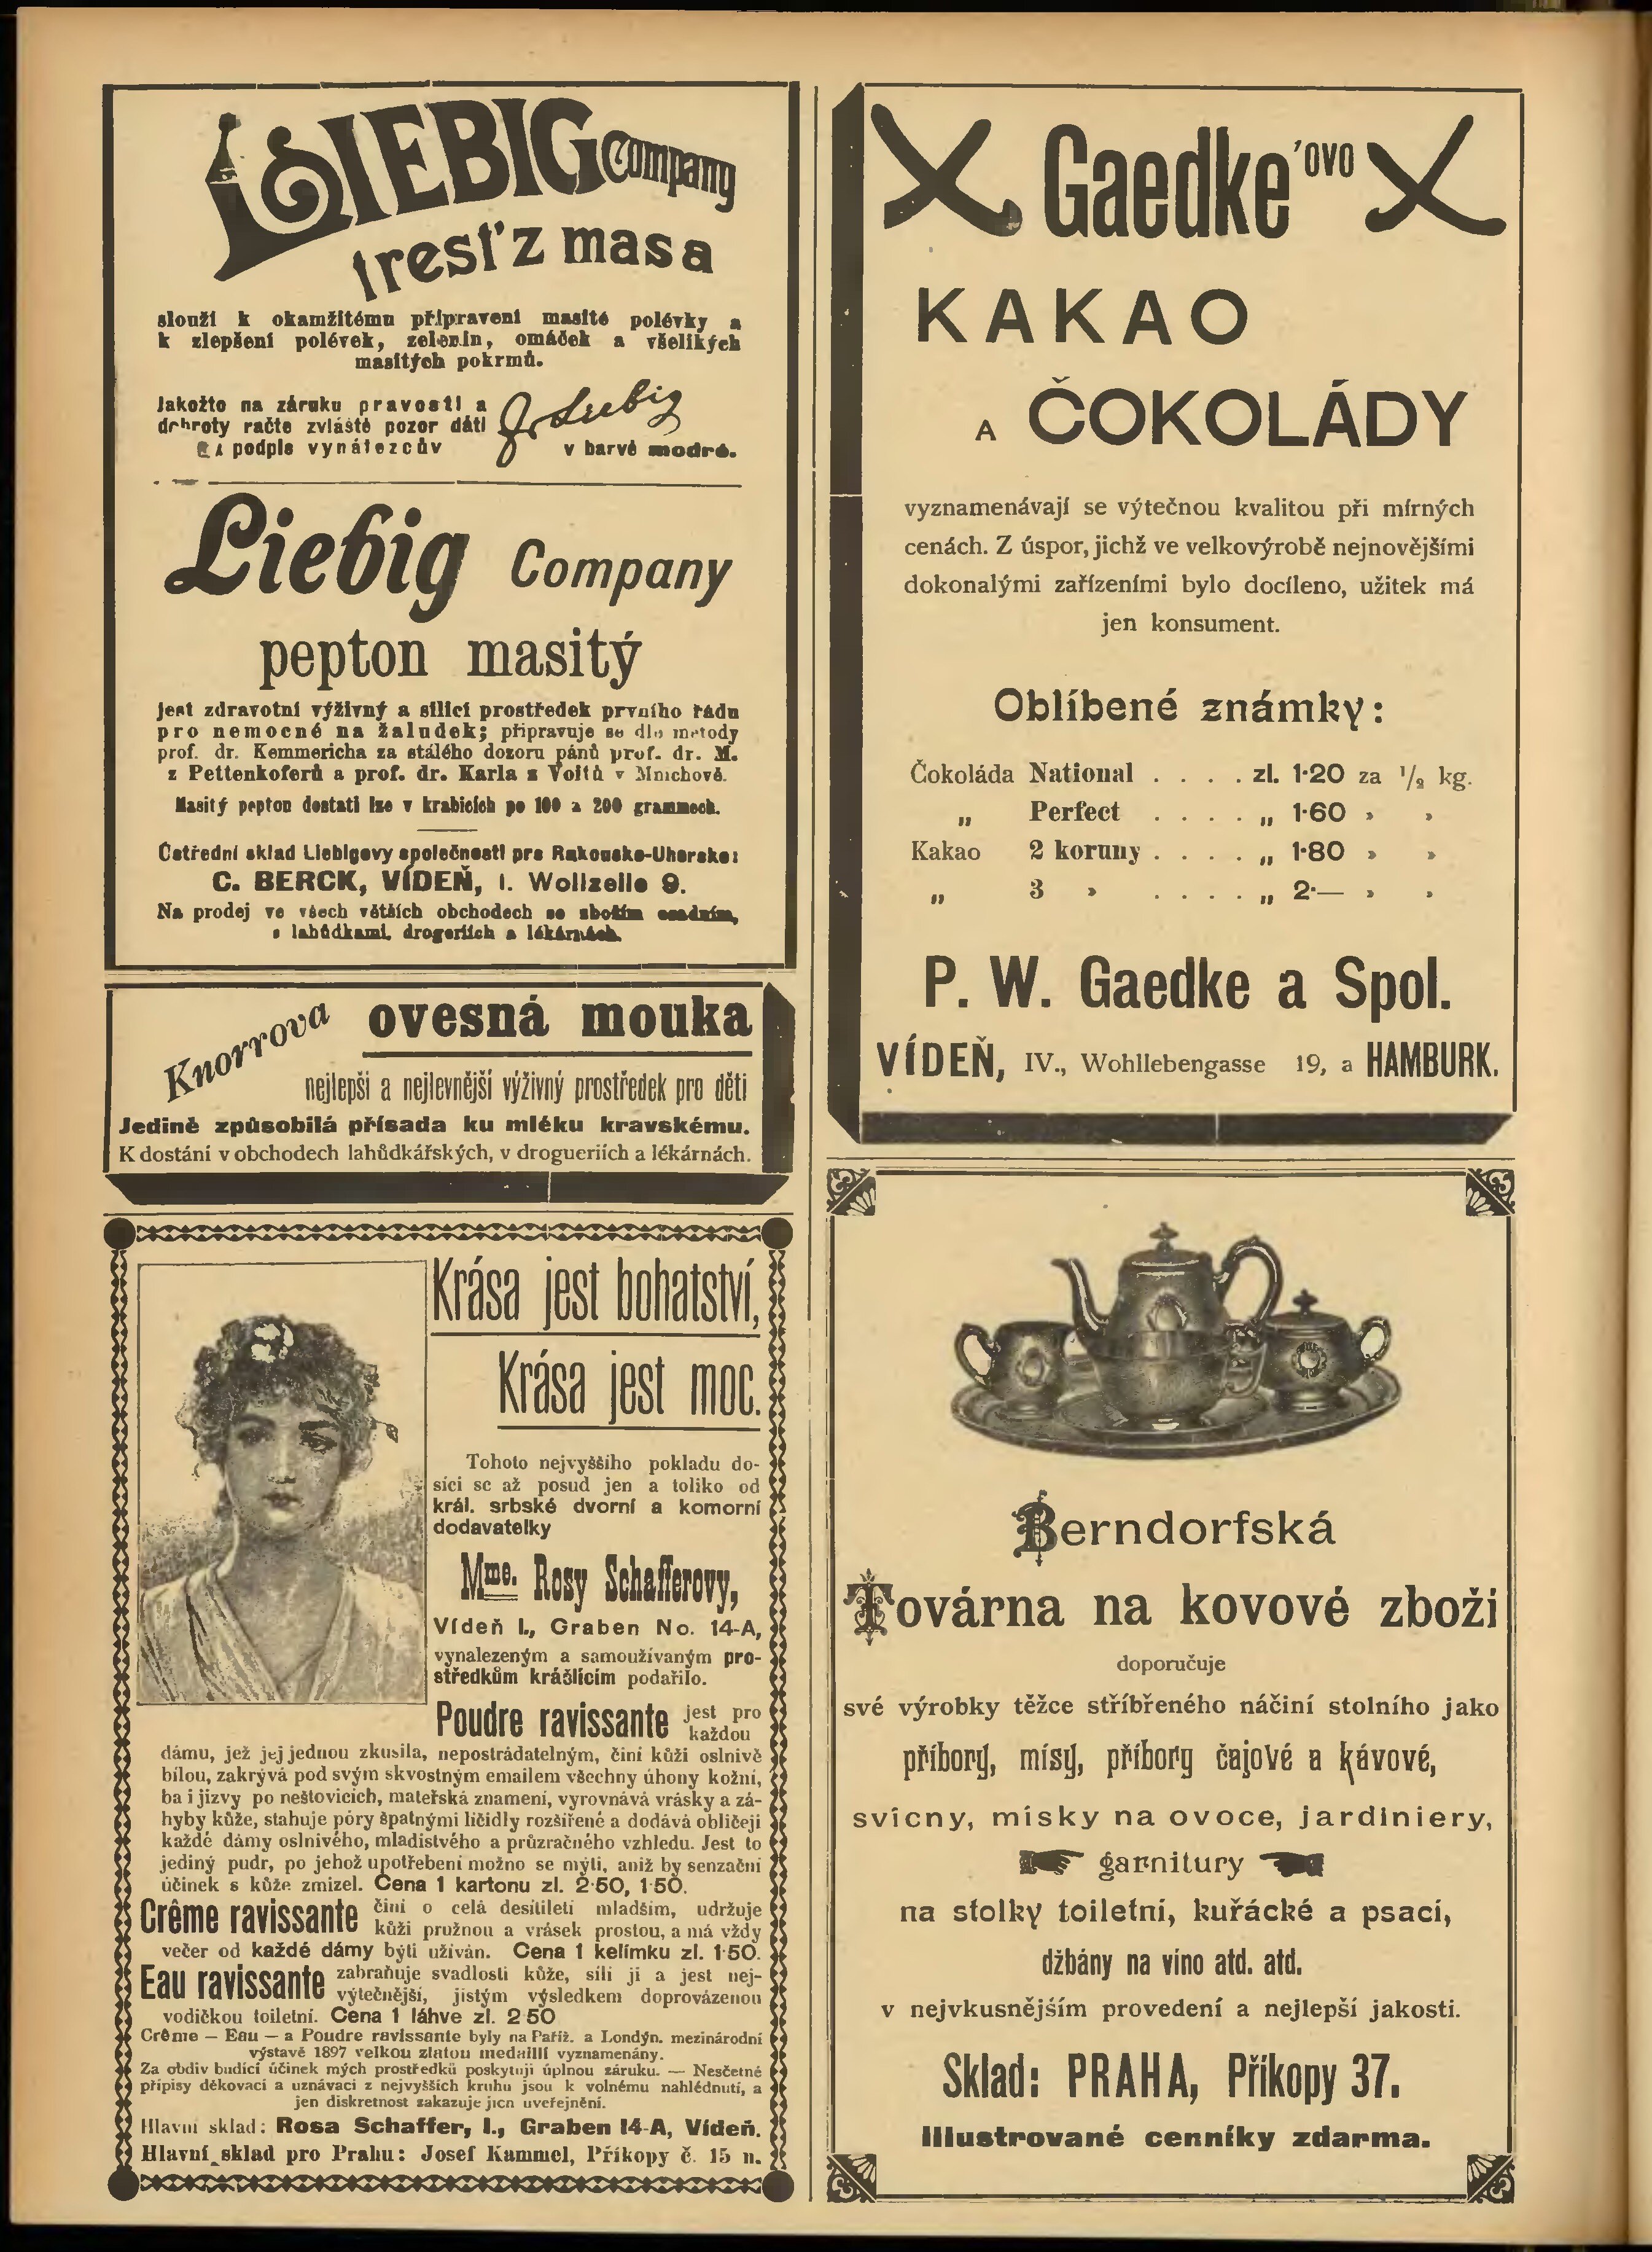 LIEBIG Company
tresť z masa
slouží k okamžitému připravení masité polévky a
k zlepšení polévek, zelenin, omáček a všelikých
masitých pokrmů.
Jakožto na záruku pravosti a
dobroty račte zvláště pozor dáti
na podpis vynálezcův
J. Liebig
v barvě modré.
Liebig Company
pepton masitý
jest zdravotní výživný a sílící prostředek prvního řádu
pro nemocné na žaludek; připravuje se dle metody
prof. dr. Kemmericha za stálého dozoru pánů prof. dr. M.
z Pettenkoferů a prof. dr. Karla z Voitů v Mnichově.
Masitý pepton dostati lze v krabicích po 100 a 200 grammech.
Ústřední sklad Liebigovy společnosti pro Rakousko-Uhersko:
C. BERCK, VÍDEŇ, I. Wollzeile 9.
Na prodej ve všech větších obchodech se zbožím osadním,
s lahůdkami, drogeriích a lékárnách.
Knorrova ovesná mouka
nejlepši a nejlevnější výživný prostředek pro děti
Jedině způsobilá přísada ku mléku kravskému.
K dostání v obchodech lahůdkářských, v drogueriích a lékárnách.
Krása jest bohatství,
Krása jest moc.
Tohoto nejvyššího pokladu do-
síci se až posud jen a toliko od
král. srbské dvorní a komorní
dodavatelky
Mme. Rosy Schafferovy,
Vídeň I., Graben No. 14-A,
vynalezeným a samoužívaným pro-
středkům krášlícím podařilo.
Poudre ravissante jest pro
každou
dámu, jež jej jednou zkusila, nepostrádatelným, činí kůži oslnivě
bílou, zakrývá pod svým skvostným emailem všechny úhony kožní,
ba i jizvy po neštovicích, mateřská znamení, vyrovnává vrásky a zá-
hyby kůže, stahuje póry špatnými líčidly rozšířené a dodává obličeji
každé dámy oslnivého, mladistvého a průzračného vzhledu. Jest to
jediný pudr, po jehož upotřebení možno se mýti, aniž by senzační
účinek s kůže zmizel. Cena 1 kartonu zl. 2·50, 1·50.
Crême ravissante činí o celá desítiletí mladším, udržuje
kůži pružnou a vrásek prostou, a má vždy
večer od každé dámy býti užíván. Cena 1 kelímku zl. 1·50.
Eau ravissante zabraňuje svadlosti kůže, sílí ji a jest nej-
výtečnější, jistým výsledkem doprovázenou
vodičkou toiletní. Cena 1 láhve zl. 2·50
Crême — Eau — a Poudre ravissante byly na Paříž. a Londýn. mezinárodní
výstavě 1897 velkou zlatou medaillí vyznamenány.
Za obdiv budící účinek mých prostředků poskytuji úplnou záruku. — Nesčetné
přípisy děkovací a uznávací z nejvyšších kruhu jsou k volnému nahlédnutí, a
jen diskretnost zakazuje jich uveřejnění.
Hlavní sklad: Rosa Schaffer, I., Graben 14-A, Vídeň.
Hlavní sklad pro Prahu: Josef Kammel, Příkopy č. 15 n.
Gaedke'ovo
KAKAO
A ČOKOLÁDY
vyznamenávají se výtečnou kvalitou při mírných
cenách. Z úspor, jichž ve velkovýrobě nejnovějšími
dokonalými zařízeními bylo docíleno, užitek má
jen konsument.
Oblíbené známky:
Čokoláda National . . . . zl. 1·20 za ½ kg.
„ Perfect . . . . „ 1·60 » »
Kakao 2 koruny . . . . „ 1·80 » »
„ 3 » . . . . „ 2·— » »
P. W. Gaedke a Spol.
VÍDEŇ, IV., Wohllebengasse 19, a HAMBURK.
Berndorfská
Továrna na kovové zboži
doporučuje
své výrobky těžce stříbřeného náčiní stolního jako
příbory, mísy, příbory čajové a kávové,
svícny, mísky na ovoce, jardiniery,
garnitury
na stolky toiletní, kuřácké a psací,
džbány na víno atd. atd.
v nejvkusnějším provedení a nejlepší jakosti.
Sklad: PRAHA, Příkopy 37.
Illustrované cenníky zdarma.